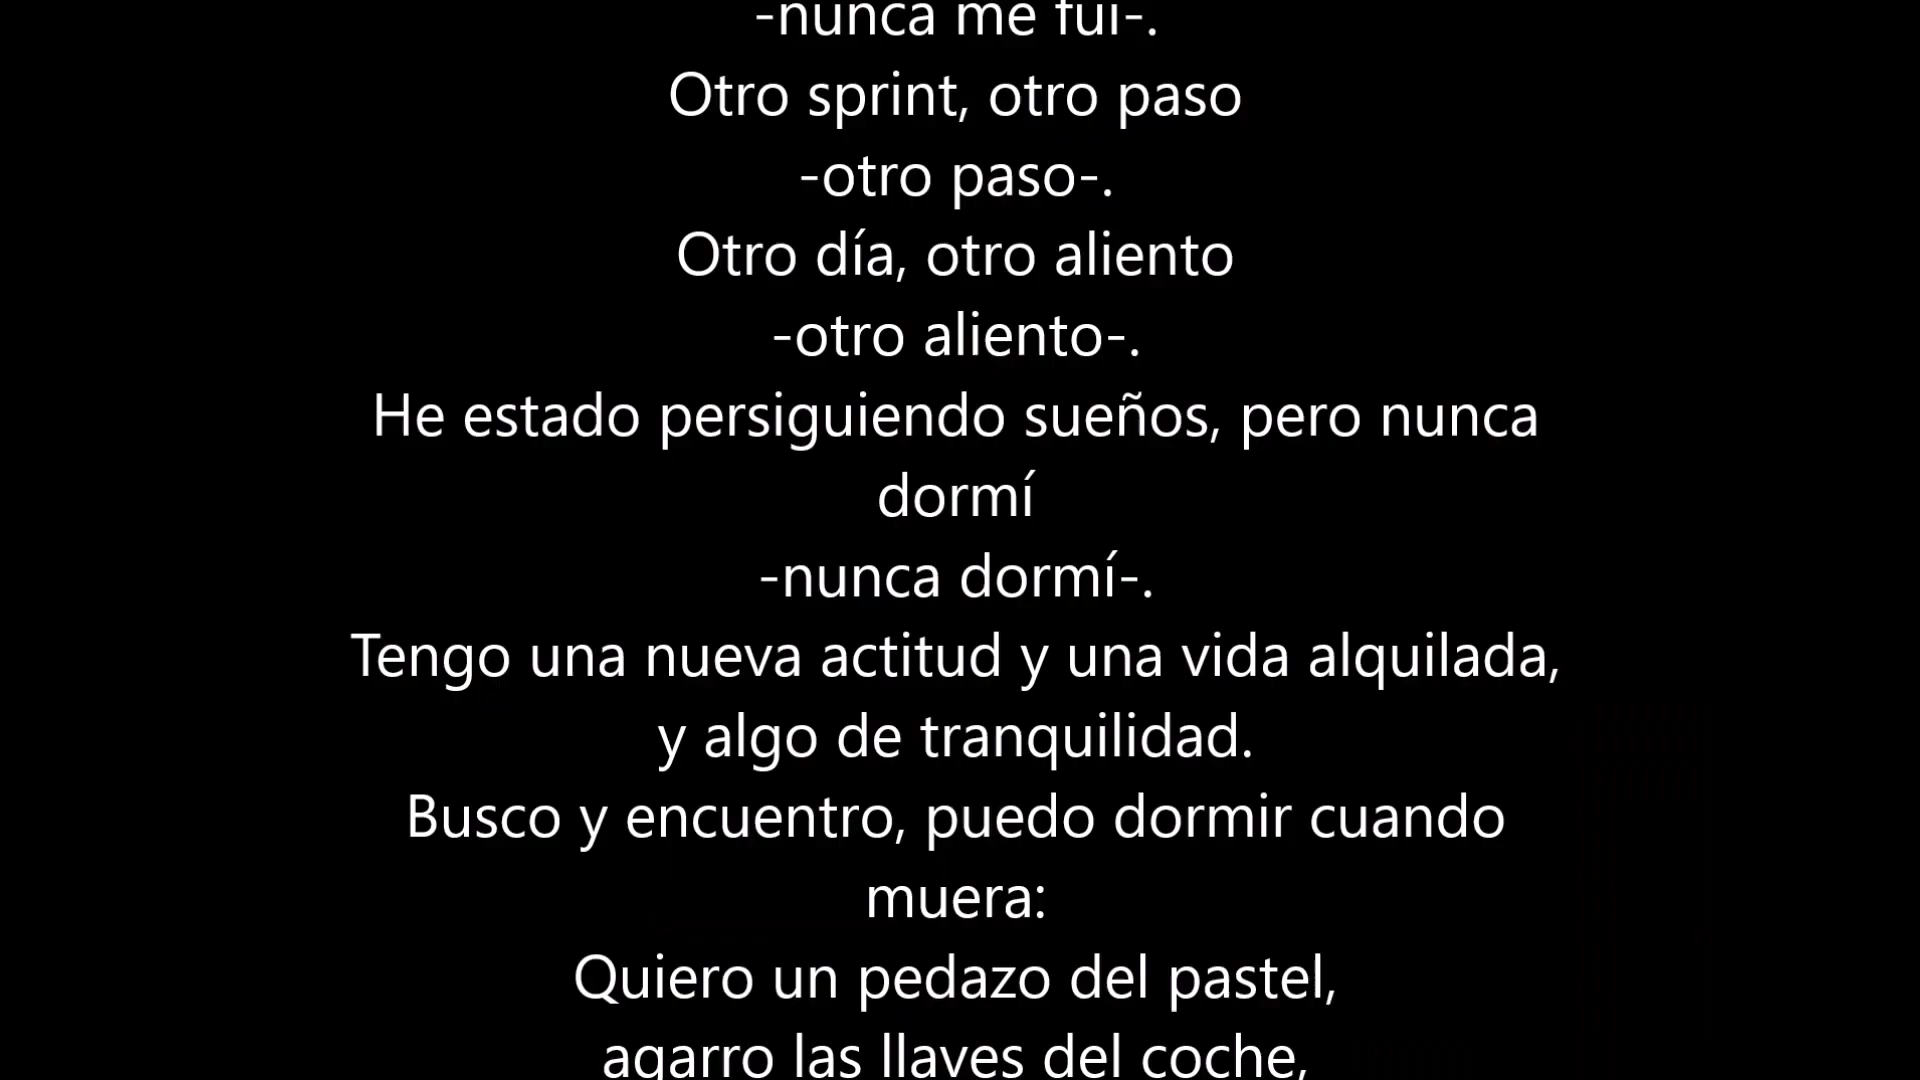 -nunca me fui-.
Otro sprint, otro paso
-otro paso-.
Otro día, otro aliento
-otro aliento-.
He estado persiguiendo sueños, pero nunca
dormí
-nunca dormí-.
Tengo una nueva actitud y una vida alquilada,
y algo de tranquilidad.
Busco y encuentro, puedo dormir cuando
muera:
Quiero un pedazo del pastel,
agarro las llaves del coche,